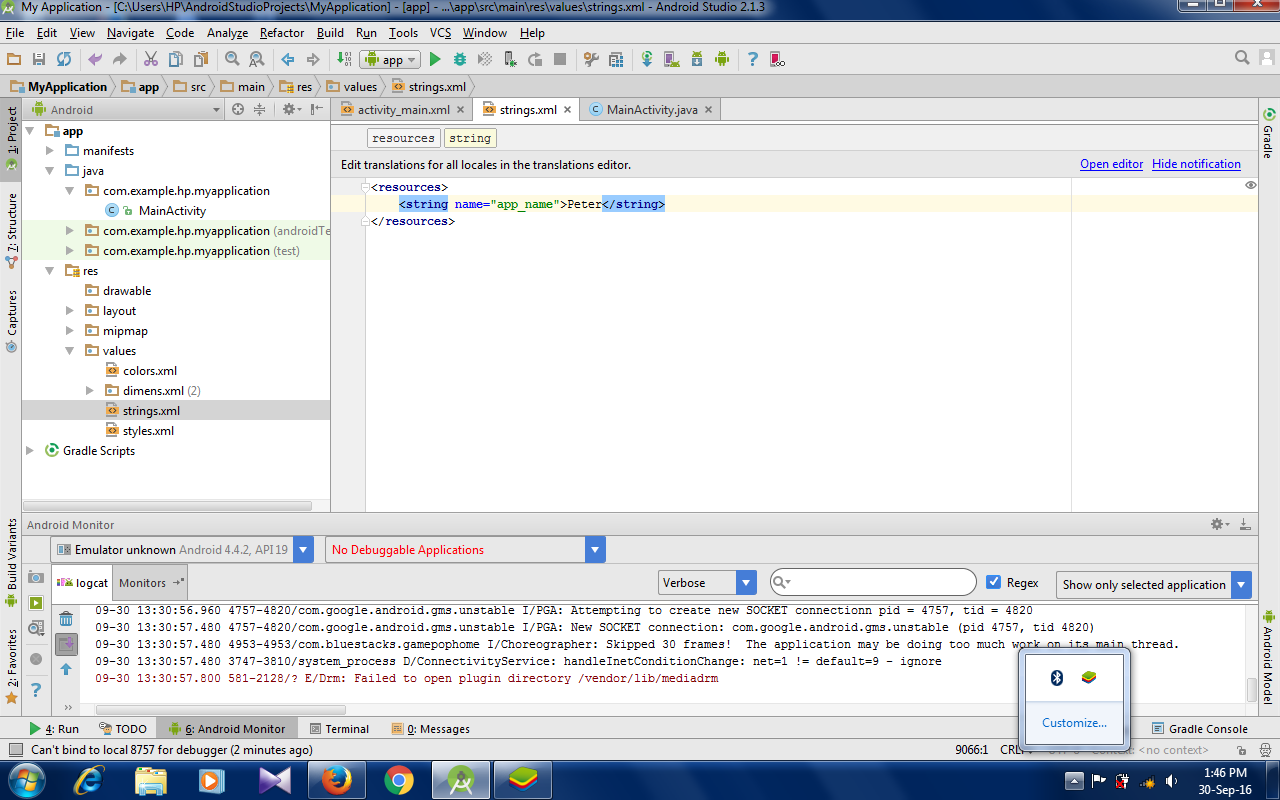 My Application - [C:\Users\HP\AndroidStudioProjects\MyApplication] - [app] - ...\app\src\main\res\values\strings.xml - Android Studio 2.1.3
File Edit View Navigate Code Analyze Refactor Build Run Tools VCS Window Help
app
MyApplication app src main res values strings.xml
Android
activity_main.xml strings.xml MainActivity.java
1: Project
7: Structure
Captures
Build Variants
2: Favorites
app
manifests
java
com.example.hp.myapplication
MainActivity
com.example.hp.myapplication (androidTe
com.example.hp.myapplication (test)
res
drawable
layout
mipmap
values
colors.xml
dimens.xml (2)
strings.xml
styles.xml
Gradle Scripts
resources string
Edit translations for all locales in the translations editor. Open editor Hide notification
<resources>
<string name="app_name">Peter</string>
</resources>
Gradle
Android Model
Android Monitor
Emulator unknown Android 4.4.2, API 19 No Debuggable Applications
logcat Monitors Verbose Regex Show only selected application
09-30 13:30:56.960 4757-4820/com.google.android.gms.unstable I/PGA: Attempting to create new SOCKET connectionn pid = 4757, tid = 4820
09-30 13:30:57.480 4757-4820/com.google.android.gms.unstable I/PGA: New SOCKET connection: com.google.android.gms.unstable (pid 4757, tid 4820)
09-30 13:30:57.480 4953-4953/com.bluestacks.gamepophome I/Choreographer: Skipped 30 frames! The application may be doing too much work on its main thread.
09-30 13:30:57.480 3747-3810/system_process D/ConnectivityService: handleInetConditionChange: net=1 != default=9 - ignore
09-30 13:30:57.800 581-2128/? E/Drm: Failed to open plugin directory /vendor/lib/mediadrm
Customize...
4: Run TODO 6: Android Monitor Terminal 0: Messages Gradle Console
Can't bind to local 8757 for debugger (2 minutes ago) 9066:1 Context: <no context>
1:46 PM
30-Sep-16